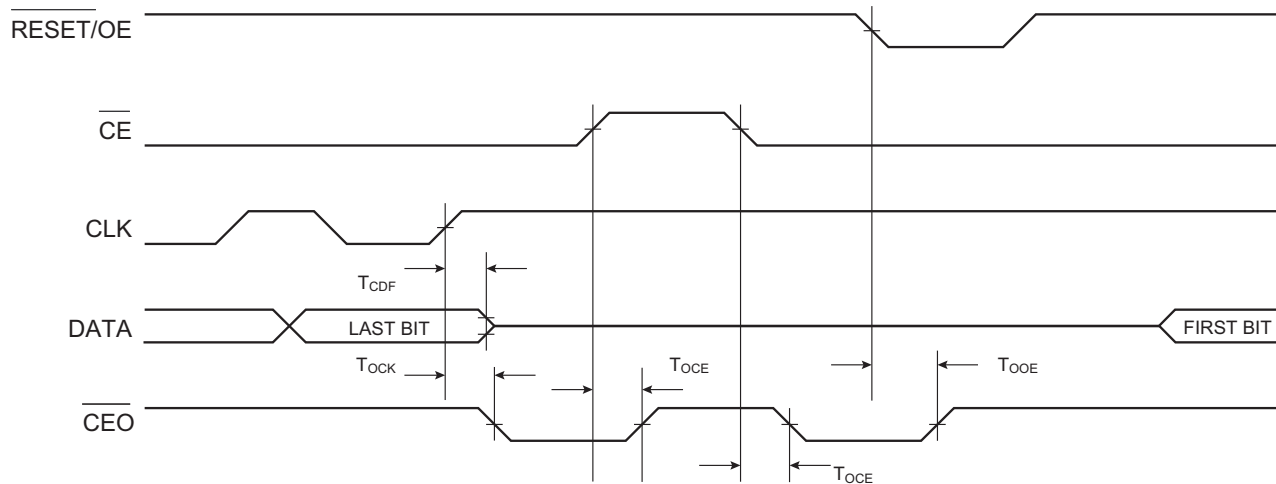 RESET/OE
CE
CLK
TCDF
DATA
LAST BIT
FIRST BIT
TOCK
TOCE
TOOE
CEO
TOCE